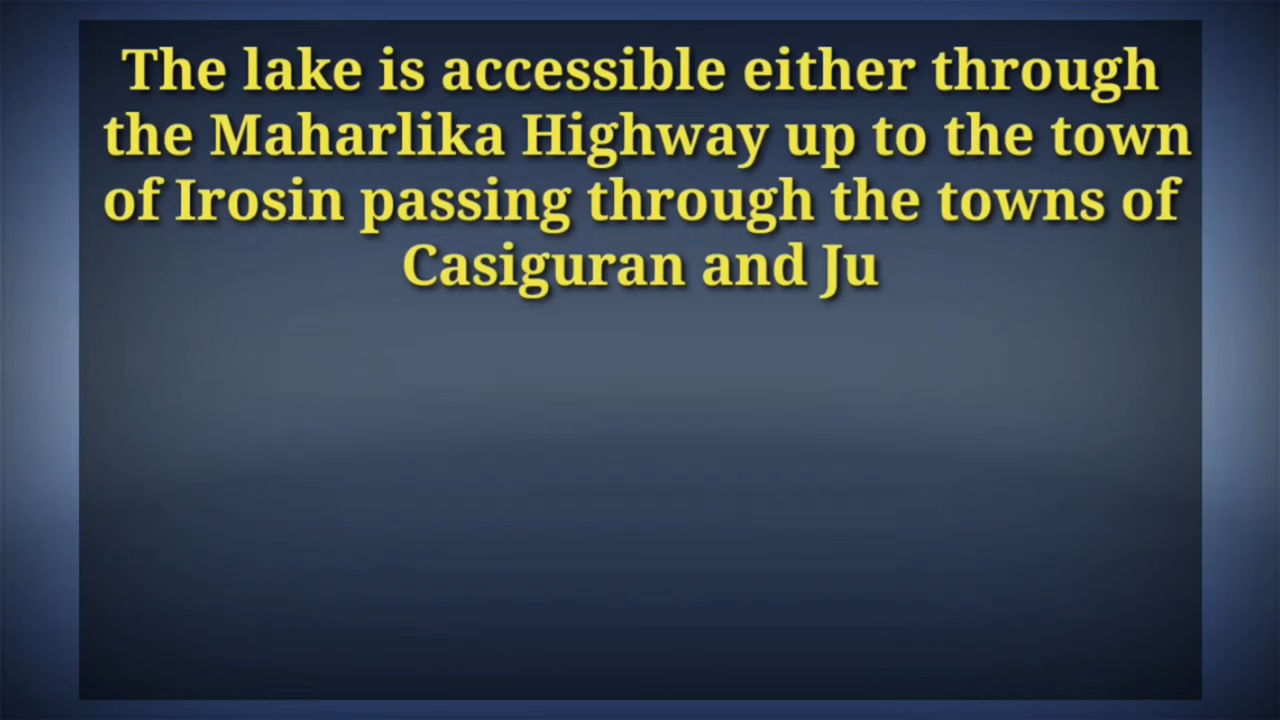 The lake is accessible either through
the Maharlika Highway up to the town
of Irosin passing through the towns of
Casiguran and Ju